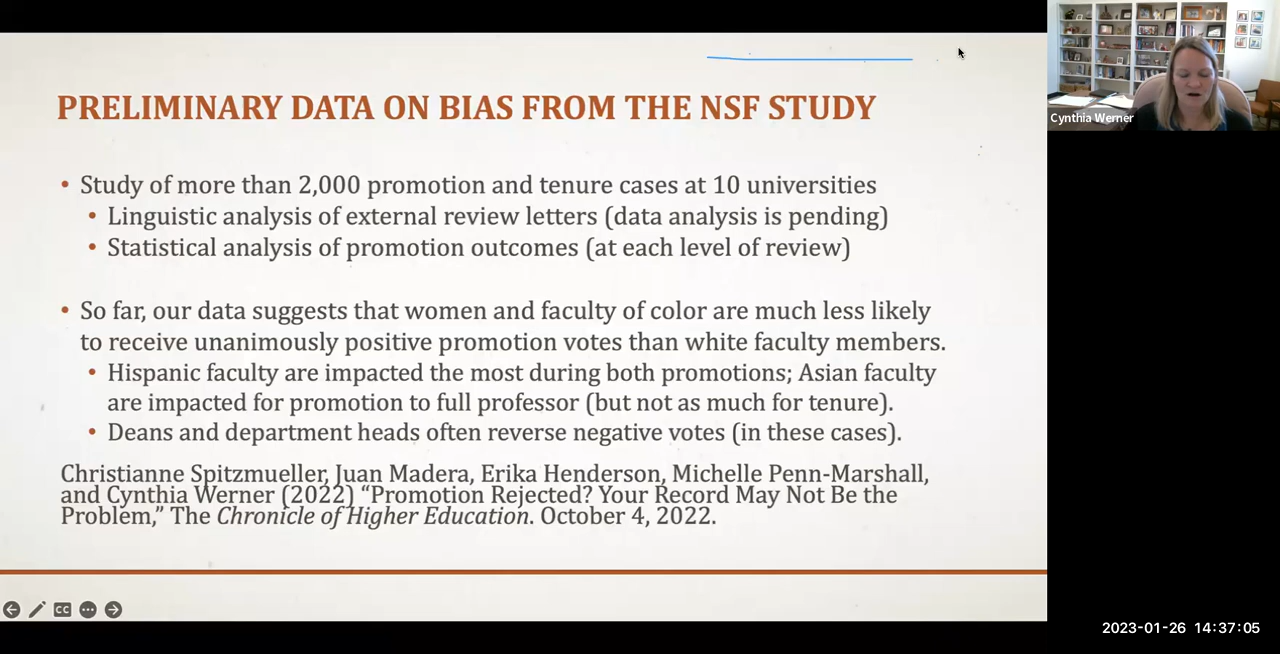 PRELIMINARY DATA ON BIAS FROM THE NSF STUDY
• Study of more than 2,000 promotion and tenure cases at 10 universities
• Linguistic analysis of external review letters (data analysis is pending)
• Statistical analysis of promotion outcomes (at each level of review)
• So far, our data suggests that women and faculty of color are much less likely
to receive unanimously positive promotion votes than white faculty members.
• Hispanic faculty are impacted the most during both promotions; Asian faculty
are impacted for promotion to full professor (but not as much for tenure).
• Deans and department heads often reverse negative votes (in these cases).
Christianne Spitzmueller, Juan Madera, Erika Henderson, Michelle Penn-Marshall,
and Cynthia Werner (2022) “Promotion Rejected? Your Record May Not Be the
Problem,” The Chronicle of Higher Education. October 4, 2022.
CC
Cynthia Werner
2023-01-26 14:37:05